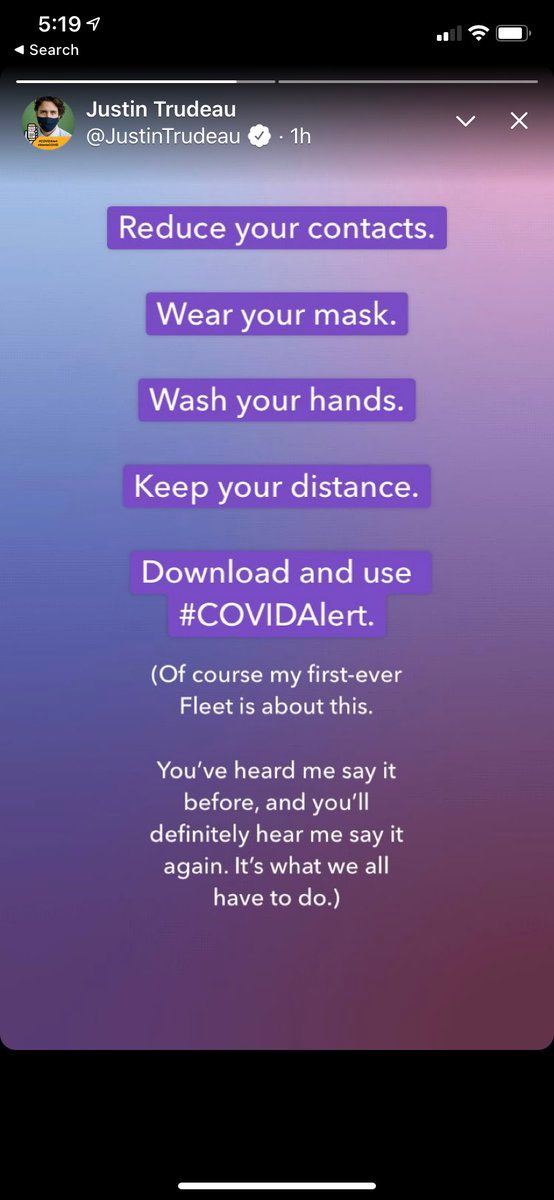 5:19
Search
Justin Trudeau
@JustinTrudeau · 1h
Reduce your contacts.
Wear your mask.
Wash your hands.
Keep your distance.
Download and use
#COVIDAlert.
(Of course my first-ever
Fleet is about this.
You’ve heard me say it
before, and you’ll
definitely hear me say it
again. It’s what we all
have to do.)